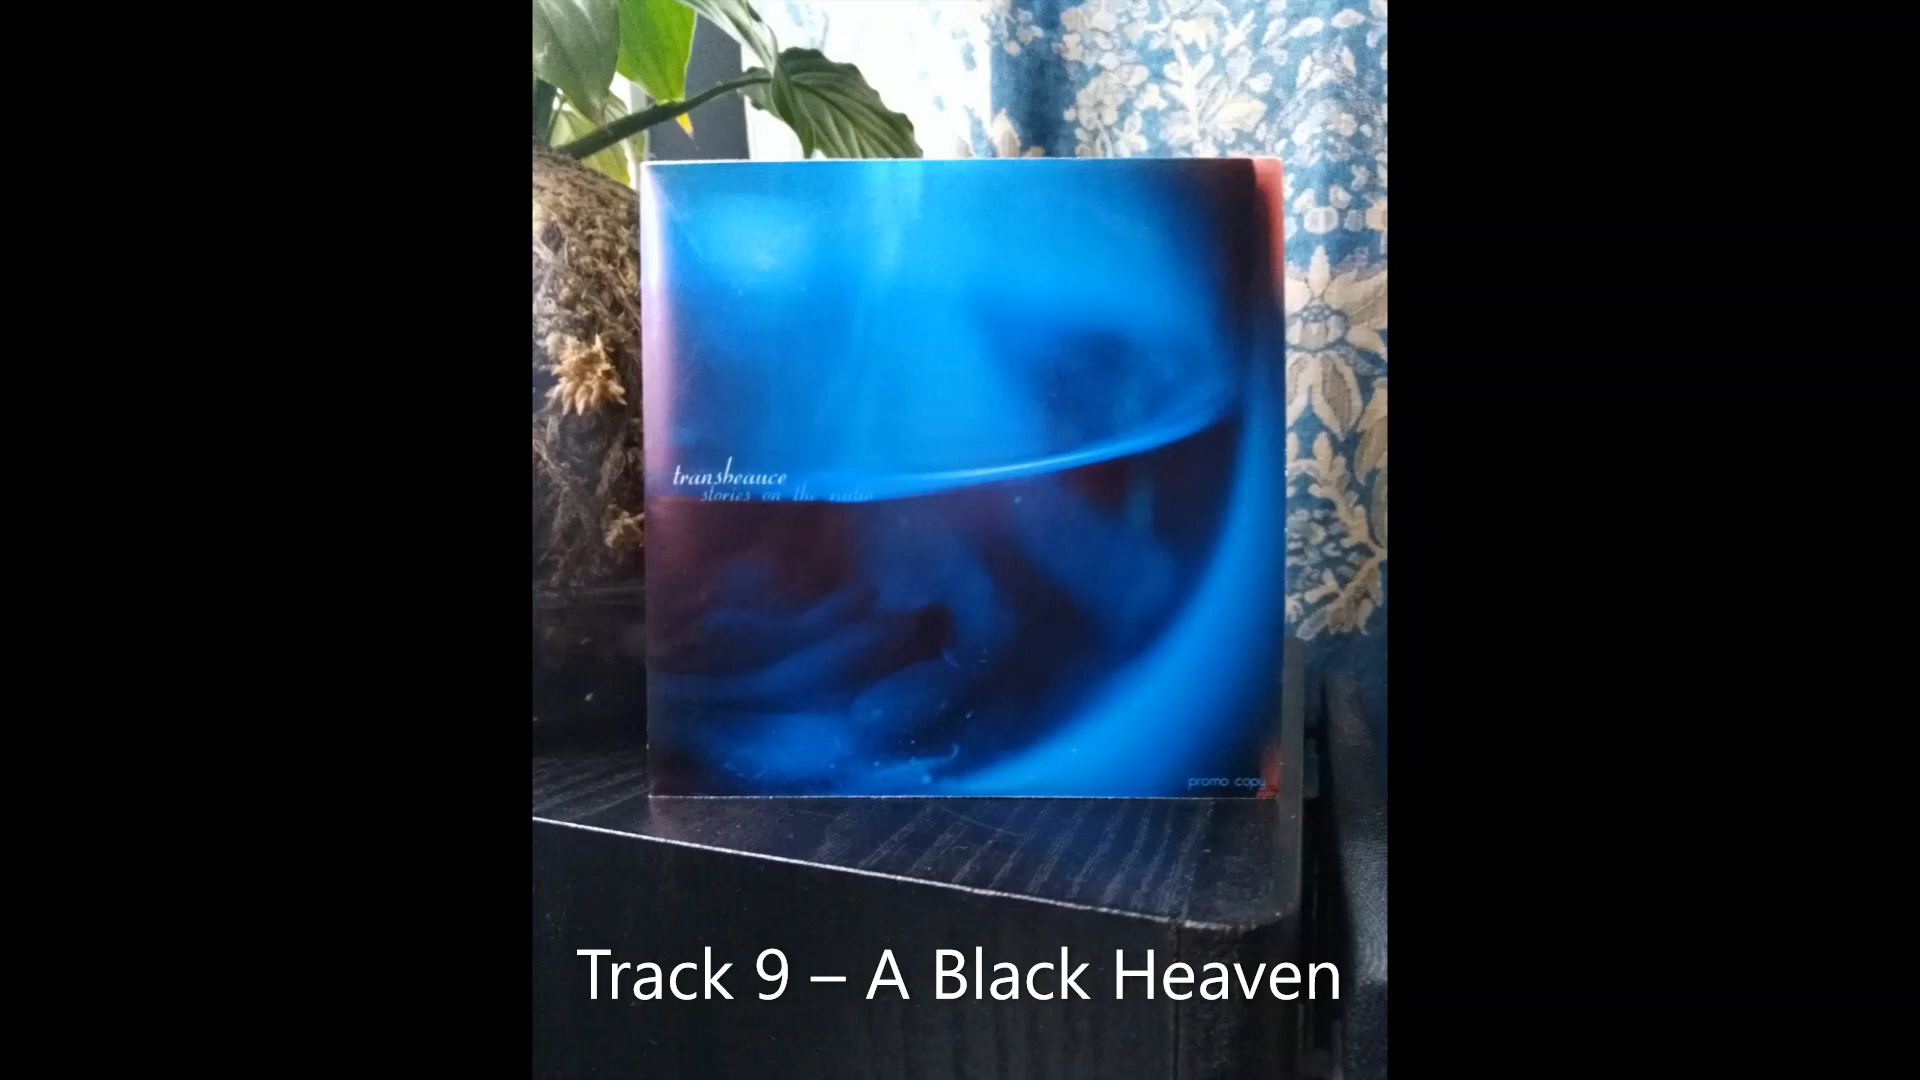 transbeauce
stories on the radio
promo copy
Track 9 – A Black Heaven